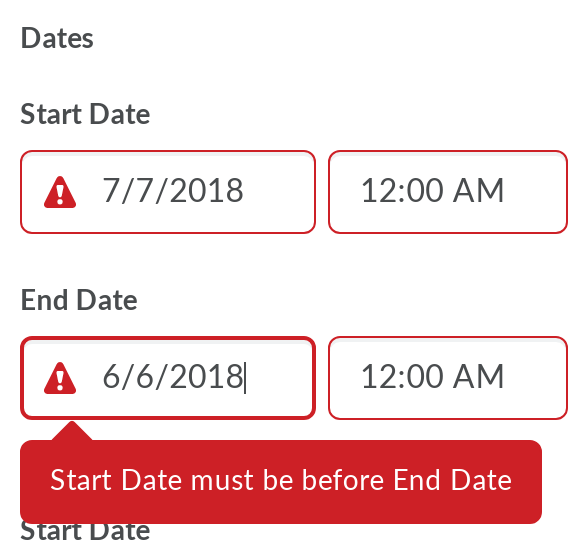 Dates
Start Date
7/7/2018 12:00 AM
End Date
6/6/2018 12:00 AM
Start Date must be before End Date
Start Date